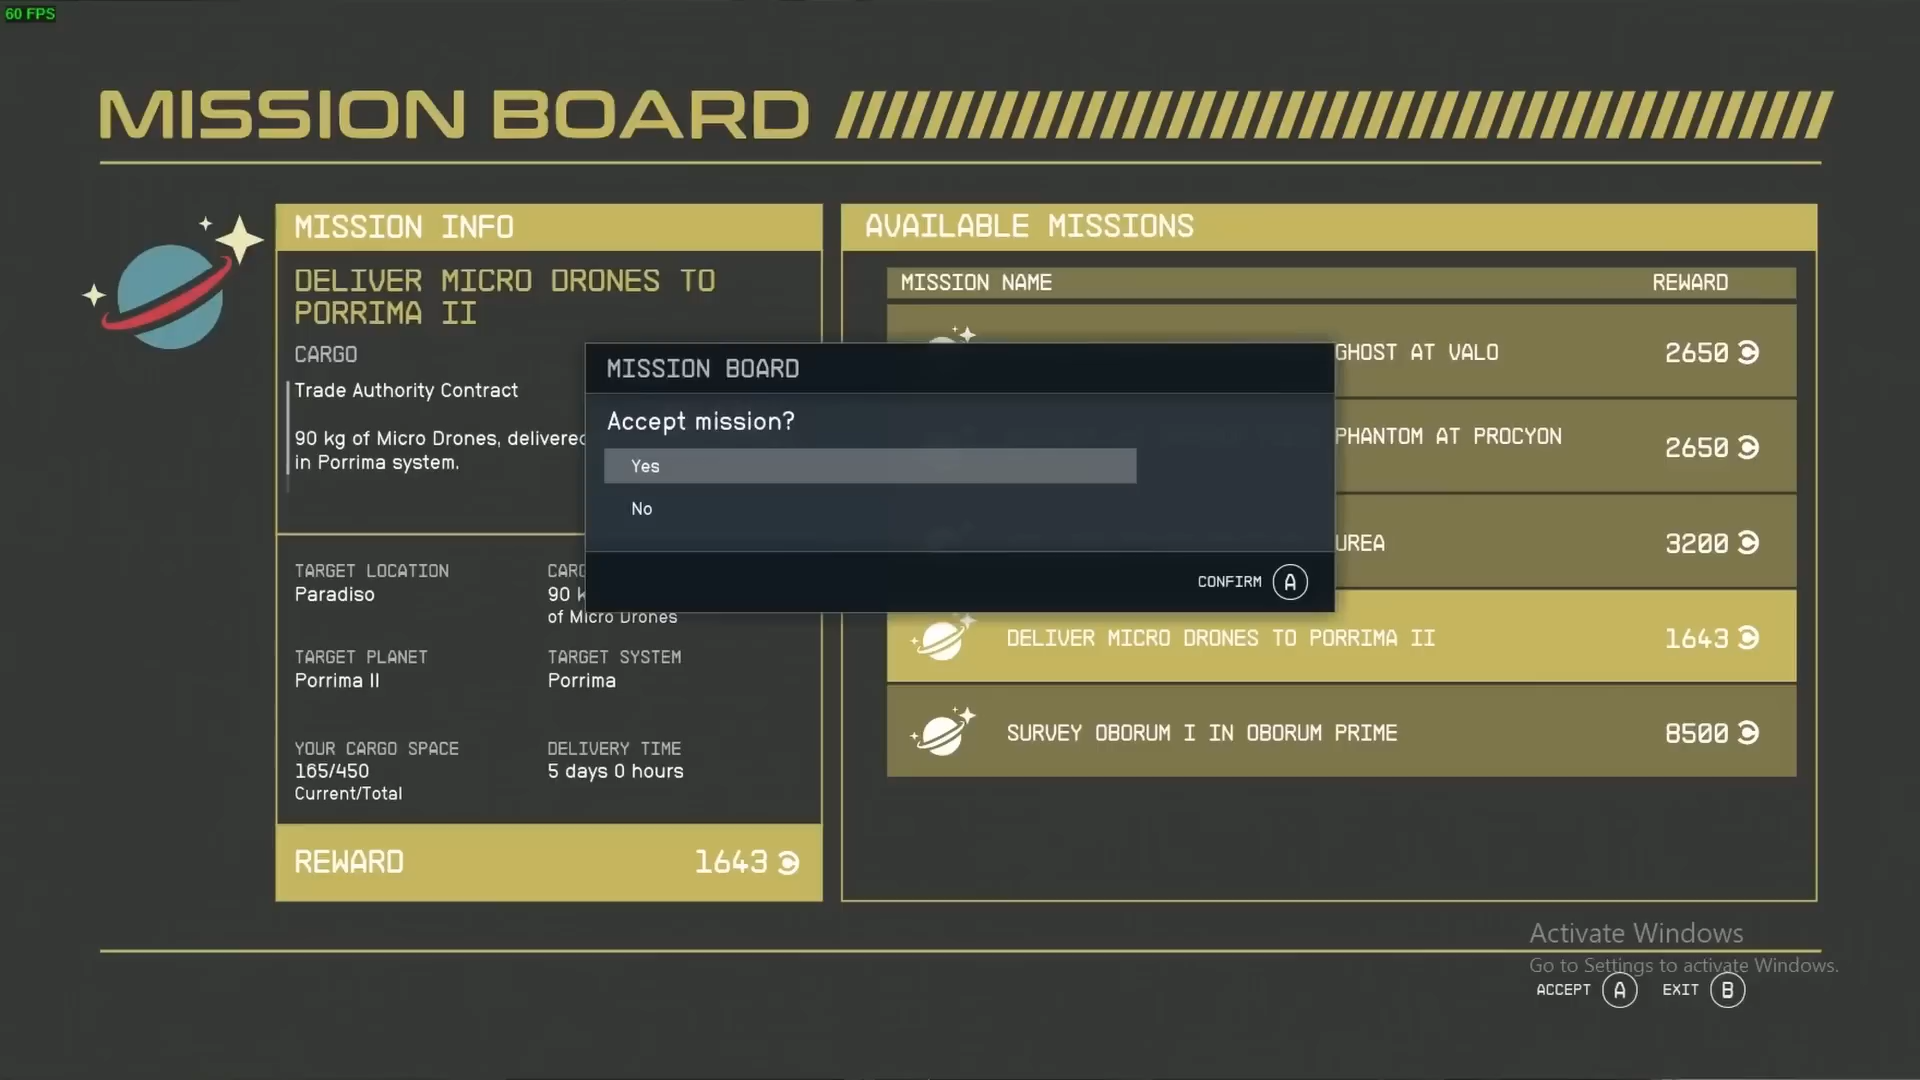 60 FPS
MISSION BOARD
MISSION INFO
DELIVER MICRO DRONES TO
PORRIMA II
CARGO
Trade Authority Contract
90 kg of Micro Drones, delivered
in Porrima system.
TARGET LOCATION
Paradiso
90
of Micro Drones
TARGET PLANET
Porrima II
TARGET SYSTEM
Porrima
YOUR CARGO SPACE
165/450
Current/Total
DELIVERY TIME
5 days 0 hours
REWARD 1643
MISSION BOARD
Accept mission?
Yes
No
CONFIRM A
AVAILABLE MISSIONS
MISSION NAME REWARD
GHOST AT VALO 2650
PHANTOM AT PROCYON 2650
3200
DELIVER MICRO DRONES TO PORRIMA II 1643
SURVEY OBORUM I IN OBORUM PRIME 8500
Activate Windows
Go to Settings to activate Windows.
ACCEPT A EXIT B